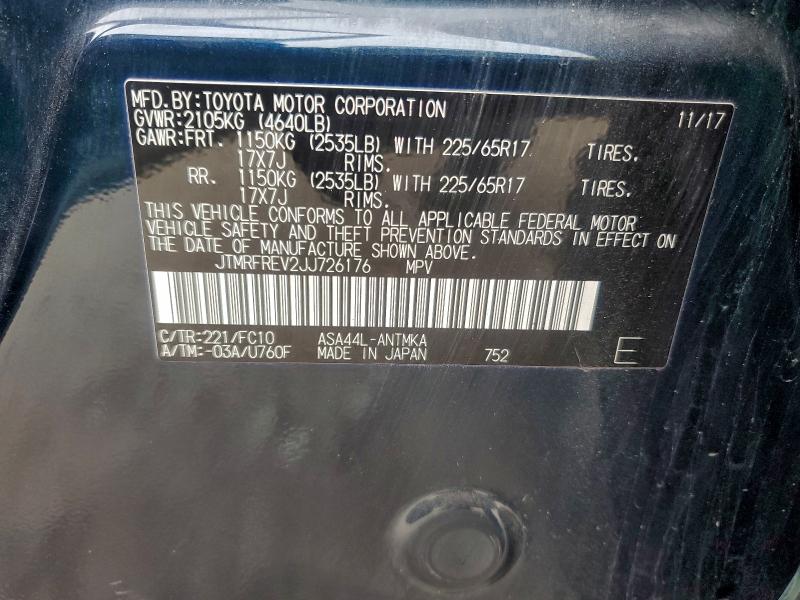 MFD.BY:TOYOTA MOTOR CORPORATION 11/17
GVWR:2105KG (4640LB)
GAWR:FRT. 1150KG (2535LB) WITH 225/65R17 TIRES.
17X7J RIMS.
RR. 1150KG (2535LB) WITH 225/65R17 TIRES.
17X7J RIMS.
THIS VEHICLE CONFORMS TO ALL APPLICABLE FEDERAL MOTOR
VEHICLE SAFETY AND THEFT PREVENTION STANDARDS IN EFFECT ON
THE DATE OF MANUFACTURE SHOWN ABOVE.
JTMRFREV2JJ726176 MPV
C/TR:221/FC10 ASA44L-ANTMKA
A/TM:-03A/U760F MADE IN JAPAN 752 E